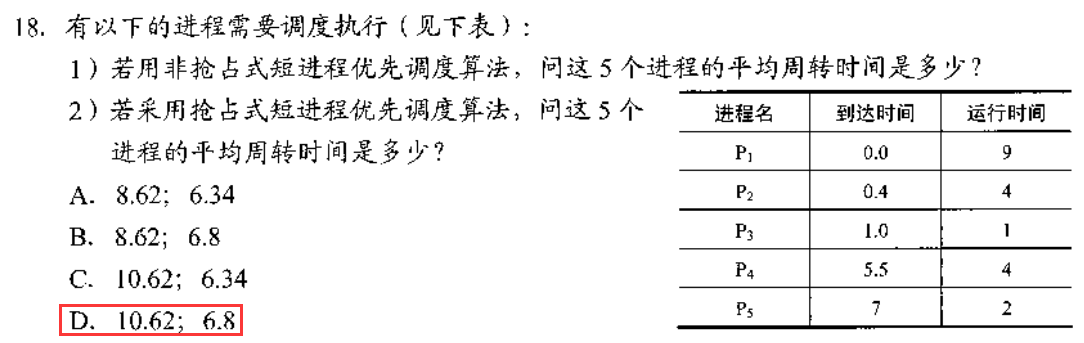 18. 有以下的进程需要调度执行（见下表）：
1）若用非抢占式短进程优先调度算法，问这5个进程的平均周转时间是多少？
2）若采用抢占式短进程优先调度算法，问这5个
进程的平均周转时间是多少？
A. 8.62；6.34
B. 8.62；6.8
C. 10.62；6.34
D. 10.62；6.8
进程名 到达时间 运行时间
P₁ 0.0 9
P₂ 0.4 4
P₃ 1.0 1
P₄ 5.5 4
P₅ 7 2